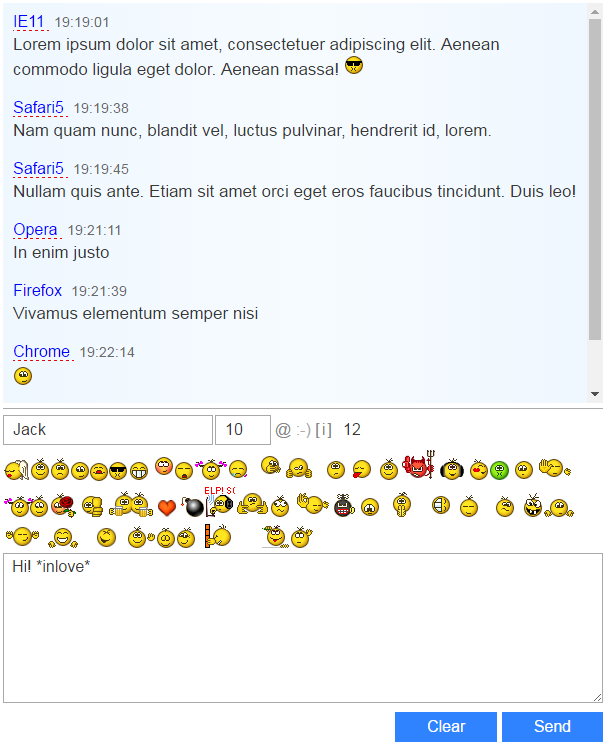 IE11 19:19:01
Lorem ipsum dolor sit amet, consectetuer adipiscing elit. Aenean
commodo ligula eget dolor. Aenean massa!
Safari5 19:19:38
Nam quam nunc, blandit vel, luctus pulvinar, hendrerit id, lorem.
Safari5 19:19:45
Nullam quis ante. Etiam sit amet orci eget eros faucibus tincidunt. Duis leo!
Opera 19:21:11
In enim justo
Firefox 19:21:39
Vivamus elementum semper nisi
Chrome 19:22:14
Jack 10 @ :-) [i] 12
ELP!S(
Hi! *inlove*
Clear Send